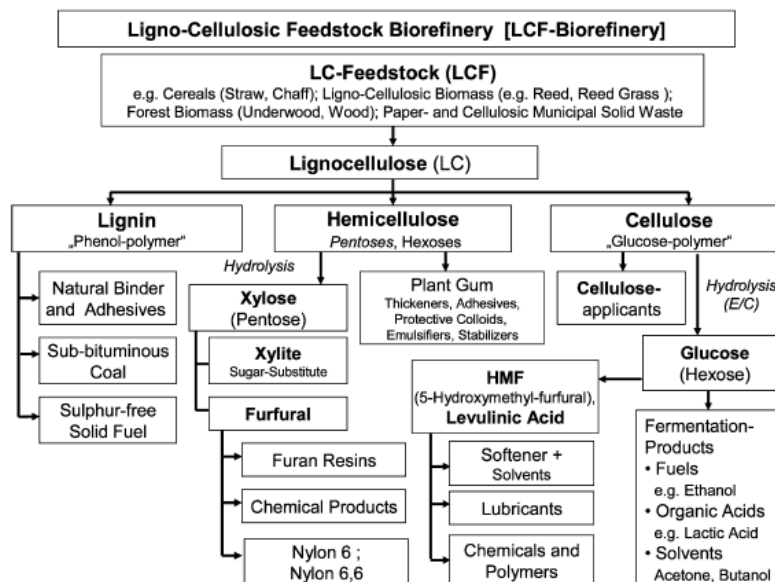 Ligno-Cellulosic Feedstock Biorefinery [LCF-Biorefinery]
LC-Feedstock (LCF)
e.g. Cereals (Straw, Chaff); Ligno-Cellulosic Biomass (e.g. Reed, Reed Grass );
Forest Biomass (Underwood, Wood); Paper- and Cellulosic Municipal Solid Waste
Lignocellulose (LC)
Lignin
„Phenol-polymer“
Hemicellulose
Pentoses, Hexoses
Cellulose
„Glucose-polymer“
Natural Binder
and Adhesives
Sub-bituminous
Coal
Sulphur-free
Solid Fuel
Hydrolysis
Xylose
(Pentose)
Xylite
Sugar-Substitute
Furfural
Furan Resins
Chemical Products
Nylon 6 ;
Nylon 6,6
Plant Gum
Thickeners, Adhesives,
Protective Colloids,
Emulsifiers, Stabilizers
Cellulose-
applicants
Hydrolysis
(E/C)
Glucose
(Hexose)
HMF
(5-Hydroxymethyl-furfural),
Levulinic Acid
Softener +
Solvents
Lubricants
Chemicals and
Polymers
Fermentation-
Products
• Fuels
e.g. Ethanol
• Organic Acids
e.g. Lactic Acid
• Solvents
Acetone, Butanol